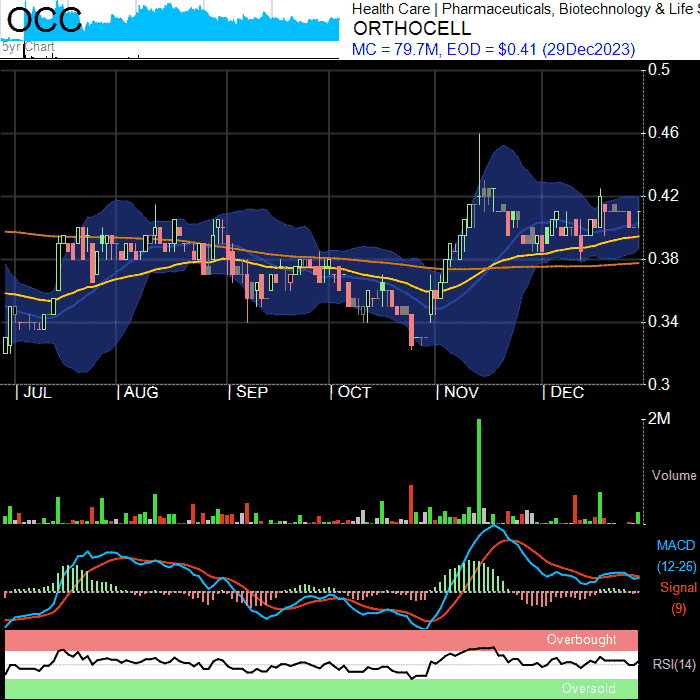 OCC
5yr Chart
Health Care | Pharmaceuticals, Biotechnology & Life S
ORTHOCELL
MC = 79.7M, EOD = $0.41 (29Dec2023)
0.5
0.46
0.42
0.38
0.34
0.3
| JUL | AUG | SEP | OCT | NOV | DEC
2M
Volume
MACD
(12-26)
Signal
(9)
Overbought
RSI(14)
Oversold